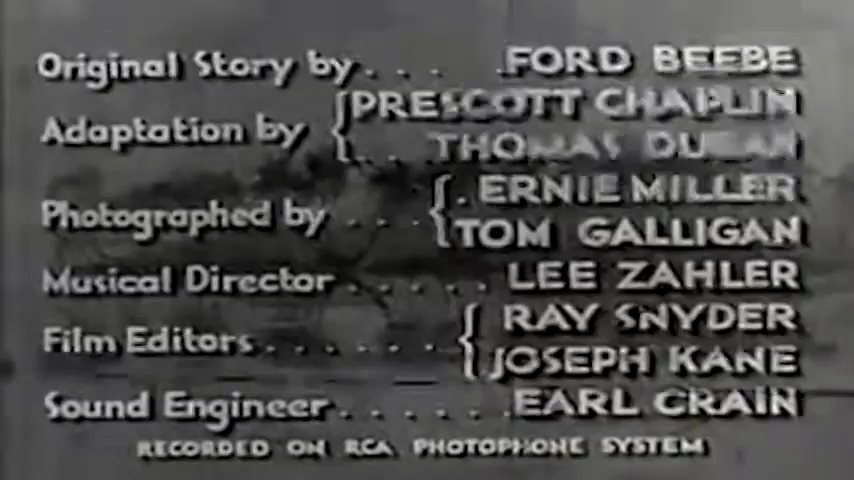 Original Story by. . . .FORD BEEBE
Adaptation by { PRESCOTT CHAPLIN
. . . THOMAS DUGAN
Photographed by . . . { . ERNIE MILLER
TOM GALLIGAN
Musical Director . . . . . LEE ZAHLER
Film Editors . . . . . . { RAY SNYDER
JOSEPH KANE
Sound Engineer . . . . . .EARL CRAIN
RECORDED ON RCA PHOTOPHONE SYSTEM